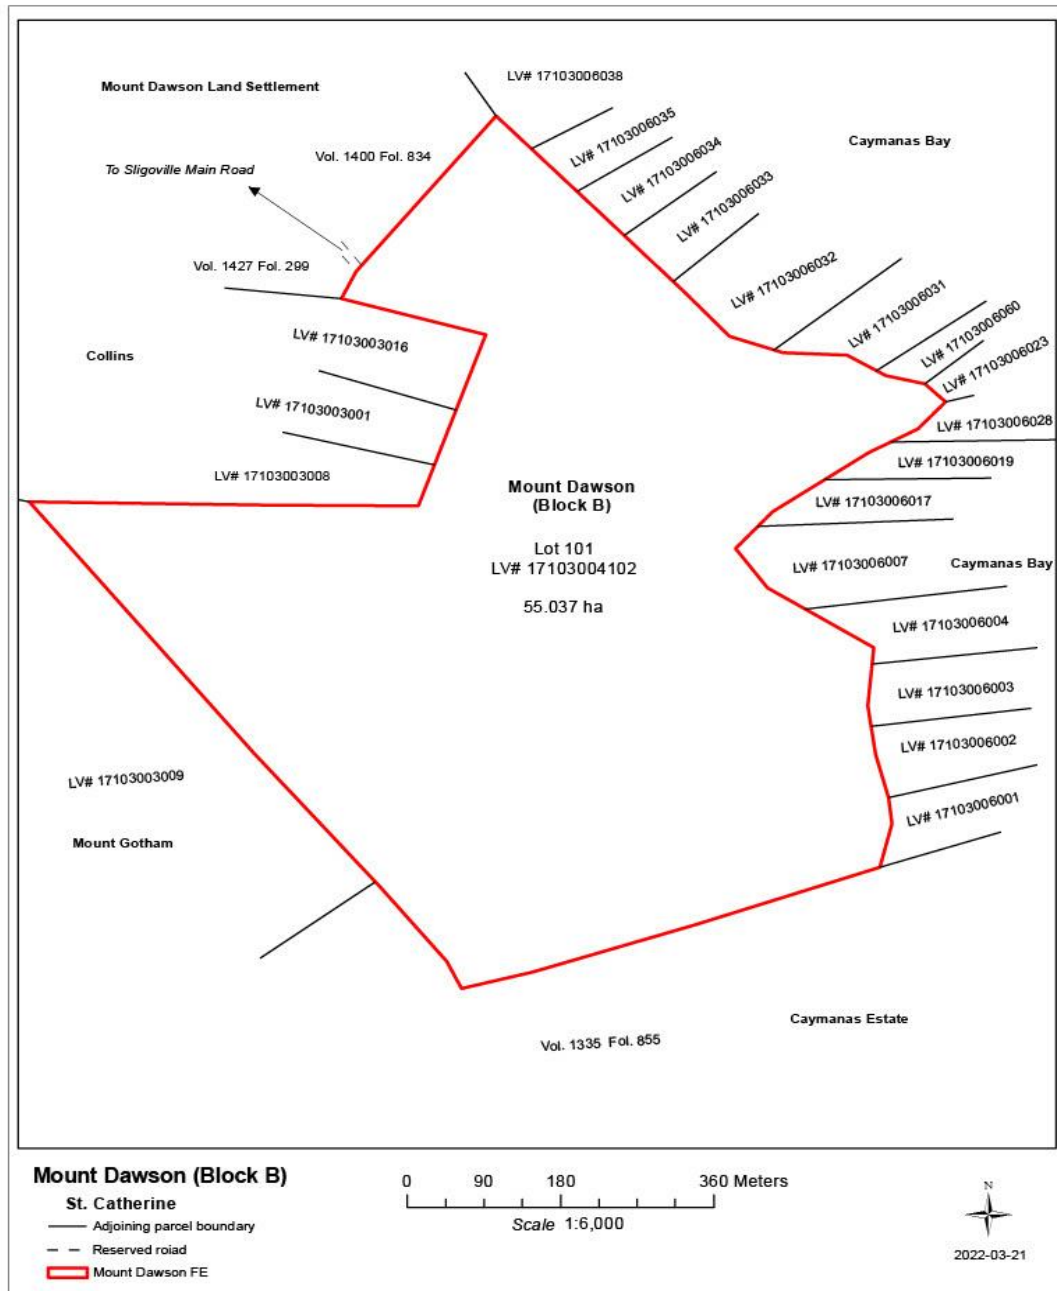 LV# 17103006038
Mount Dawson Land Settlement
LV# 17103006035
Caymanas Bay
Vol. 1400 Fol. 834
LV# 17103006034
To Sligoville Main Road
LV# 17103006033
Vol. 1427 Fol. 299
LV# 17103006032
LV# 17103006031
LV# 17103006060
LV# 17103003016
Collins
LV# 17103006023
LV# 17103003001
LV# 17103006028
LV# 17103006019
LV# 17103003008
Mount Dawson
(Block B)
LV# 17103006017
Lot 101
LV# 17103004102
LV# 17103006007
Caymanas Bay
55.037 ha
LV# 17103006004
LV# 17103006003
LV# 17103006002
LV# 17103003009
LV# 17103006001
Mount Gotham
Caymanas Estate
Vol. 1335 Fol. 855
Mount Dawson (Block B)
St. Catherine
Adjoining parcel boundary
Reserved roiad
Mount Dawson FE
0 90 180 360 Meters
Scale 1:6,000
N
2022-03-21